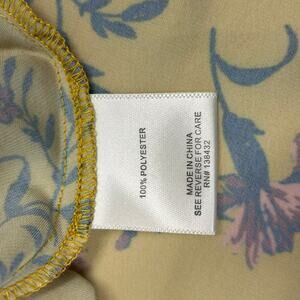 100% POLYESTER
MADE IN CHINA
SEE REVERSE FOR CARE
RN# 138432